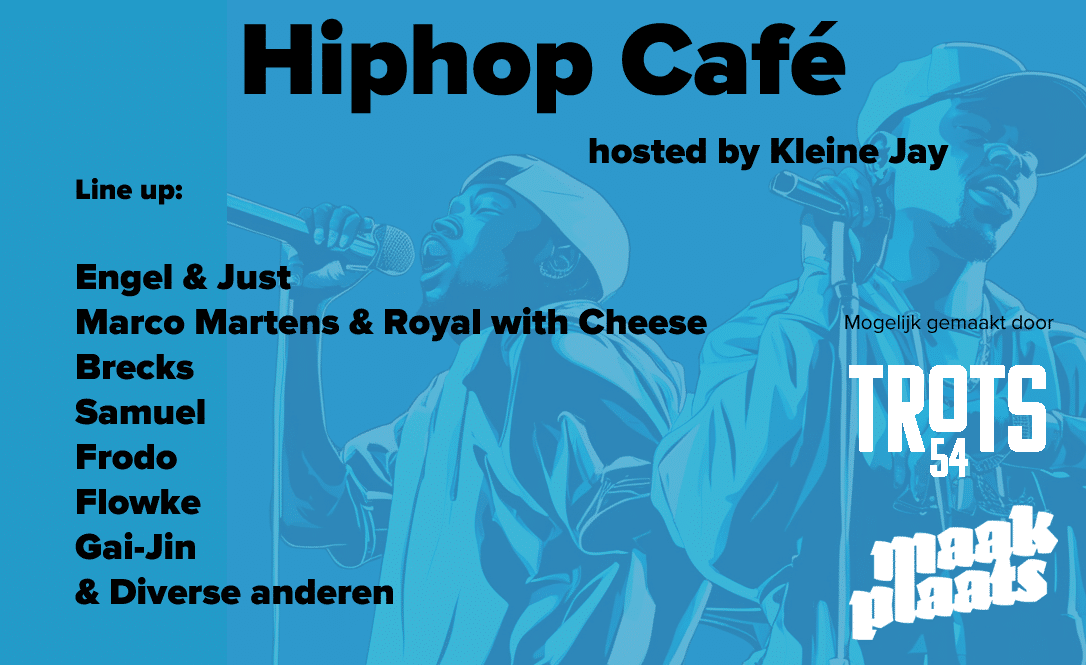 Hiphop Café
hosted by Kleine Jay
Line up:
Engel & Just
Marco Martens & Royal with Cheese
Brecks
Samuel
Frodo
Flowke
Gai-Jin
& Diverse anderen
Mogelijk gemaakt door
TROTS
54
maak
plaats